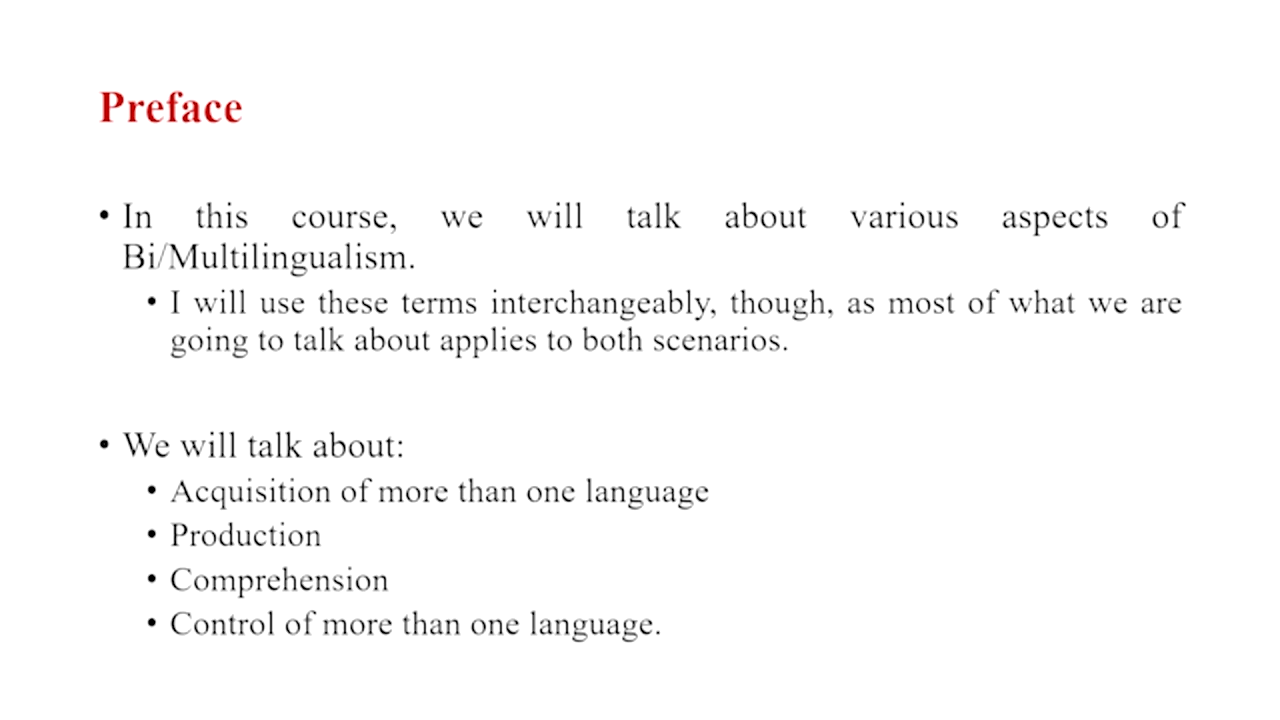 Preface
• In this course, we will talk about various aspects of
Bi/Multilingualism.
• I will use these terms interchangeably, though, as most of what we are
going to talk about applies to both scenarios.
• We will talk about:
• Acquisition of more than one language
• Production
• Comprehension
• Control of more than one language.